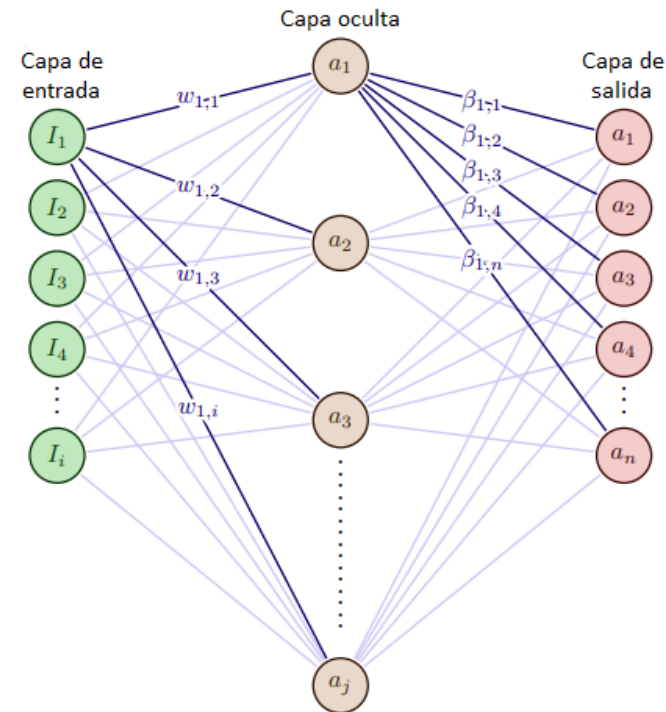 Capa oculta
Capa de
entrada
Capa de
salida
I₁
I₂
I₃
I₄
Iᵢ
w₁,₁
w₁,₂
w₁,₃
w₁,ᵢ
a₁
a₂
a₃
aⱼ
β₁,₁
β₁,₂
β₁,₃
β₁,₄
β₁,ₙ
a₁
a₂
a₃
a₄
aₙ